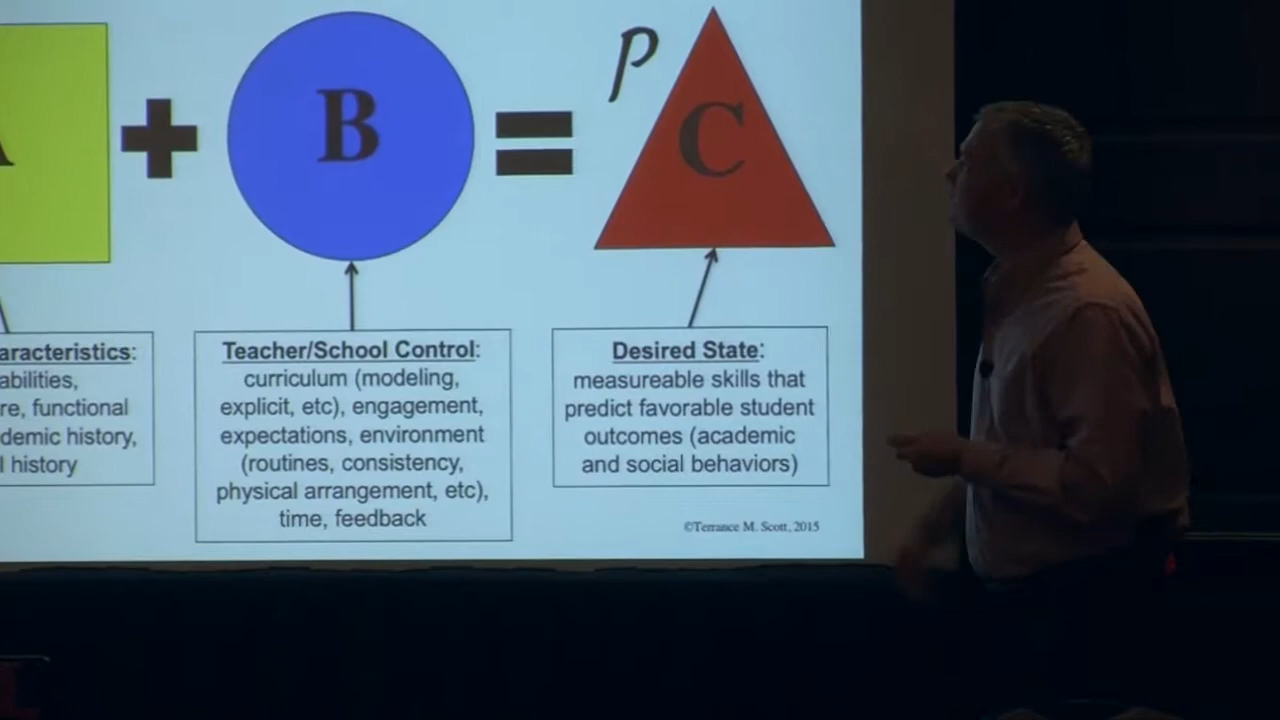 B
p
C
aracteristics:
abilities,
re, functional
demic history,
l history
Teacher/School Control:
curriculum (modeling,
explicit, etc), engagement,
expectations, environment
(routines, consistency,
physical arrangement, etc),
time, feedback
Desired State:
measureable skills that
predict favorable student
outcomes (academic
and social behaviors)
©Terrance M. Scott, 2015